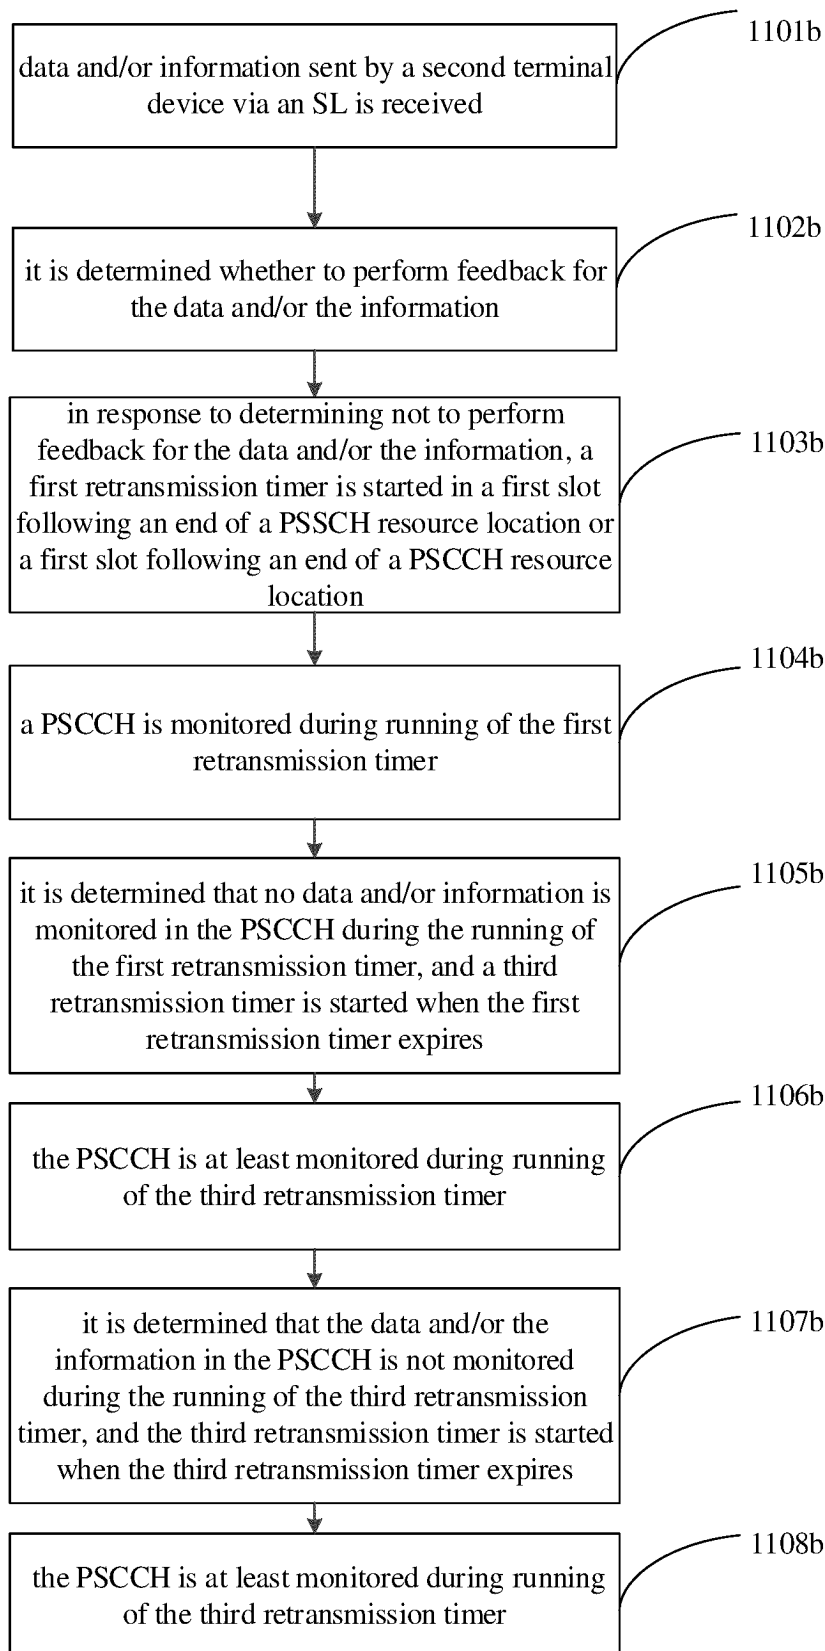 1101b
data and/or information sent by a second terminal
device via an SL is received
1102b
it is determined whether to perform feedback for
the data and/or the information
1103b
in response to determining not to perform
feedback for the data and/or the information, a
first retransmission timer is started in a first slot
following an end of a PSSCH resource location or
a first slot following an end of a PSCCH resource
location
1104b
a PSCCH is monitored during running of the first
retransmission timer
1105b
it is determined that no data and/or information is
monitored in the PSCCH during the running of
the first retransmission timer, and a third
retransmission timer is started when the first
retransmission timer expires
1106b
the PSCCH is at least monitored during running
of the third retransmission timer
1107b
it is determined that the data and/or the
information in the PSCCH is not monitored
during the running of the third retransmission
timer, and the third retransmission timer is started
when the third retransmission timer expires
1108b
the PSCCH is at least monitored during running
of the third retransmission timer